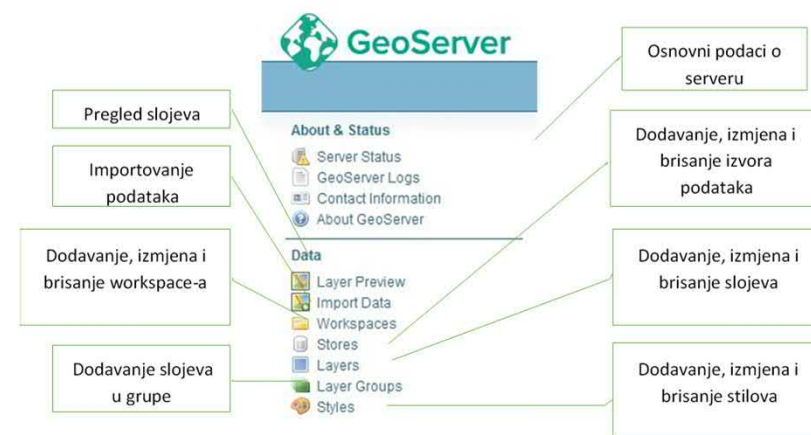 GeoServer
Osnovni podaci o
serveru
Pregled slojeva
About & Status
Server Status
GeoServer Logs
Contact Information
About GeoServer
Dodavanje, izmjena i
brisanje izvora
podataka
Importovanje
podataka
Dodavanje, izmjena i
brisanje workspace-a
Data
Layer Preview
Import Data
Workspaces
Stores
Layers
Layer Groups
Styles
Dodavanje, izmjena i
brisanje slojeva
Dodavanje slojeva
u grupe
Dodavanje, izmjena i
brisanje stilova